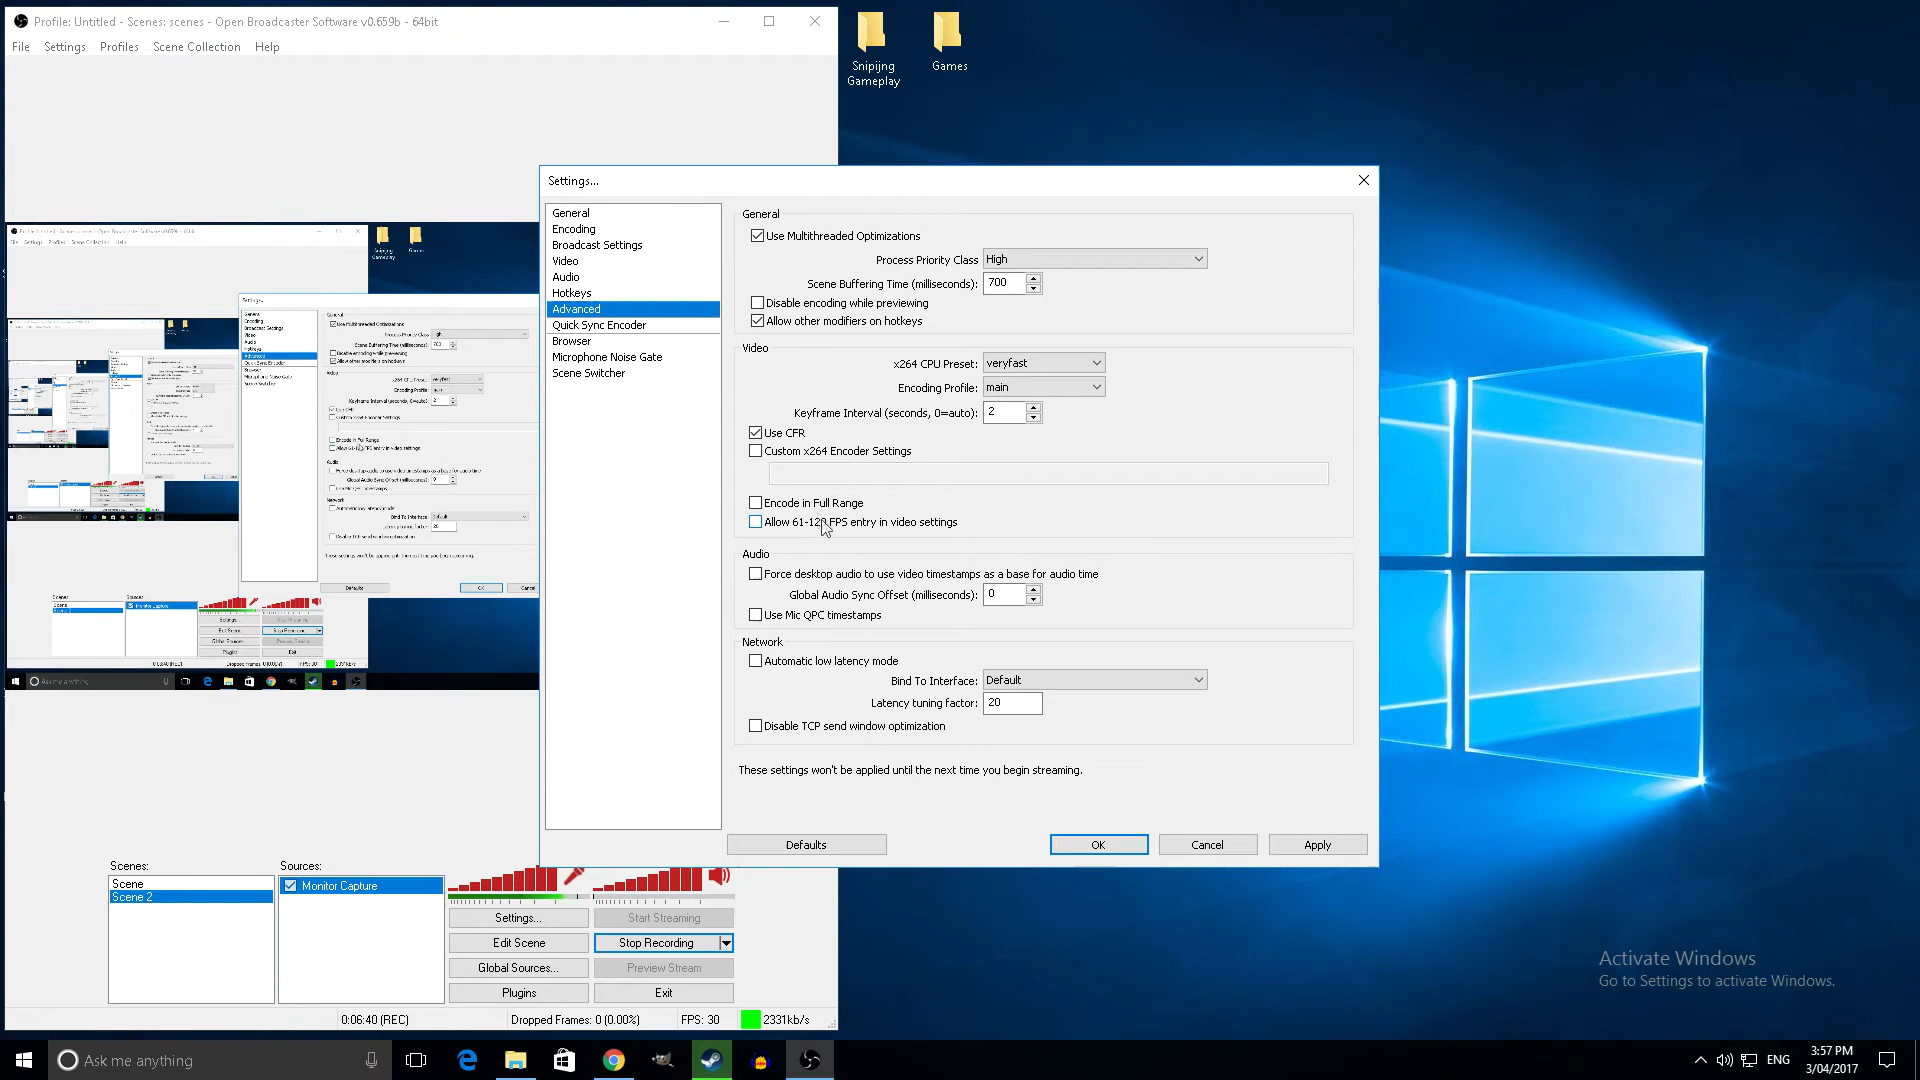 Profile: Untitled - Scenes: scenes - Open Broadcaster Software v0.659b - 64bit
File Settings Profiles Scene Collection Help
Snipijng
Gameplay
Games
Settings...
General
Encoding
Broadcast Settings
Video
Audio
Hotkeys
Advanced
Quick Sync Encoder
Browser
Microphone Noise Gate
Scene Switcher
General
Use Multithreaded Optimizations
Process Priority Class High
Scene Buffering Time (milliseconds): 700
Disable encoding while previewing
Allow other modifiers on hotkeys
Video
x264 CPU Preset: veryfast
Encoding Profile: main
Keyframe Interval (seconds, 0=auto): 2
Use CFR
Custom x264 Encoder Settings
Encode in Full Range
Allow 61-120 FPS entry in video settings
Audio
Force desktop audio to use video timestamps as a base for audio time
Global Audio Sync Offset (milliseconds): 0
Use Mic QPC timestamps
Network
Automatic low latency mode
Bind To Interface: Default
Latency tuning factor: 20
Disable TCP send window optimization
These settings won't be applied until the next time you begin streaming.
Defaults OK Cancel Apply
Scenes:
Scene
Scene 2
Sources:
Monitor Capture
Settings... Start Streaming
Edit Scene Stop Recording
Global Sources... Preview Stream
Plugins Exit
0:06:40 (REC) Dropped Frames: 0 (0.00%) FPS: 30 2331kb/s
Activate Windows
Go to Settings to activate Windows.
Ask me anything
ENG
3:57 PM
3/04/2017